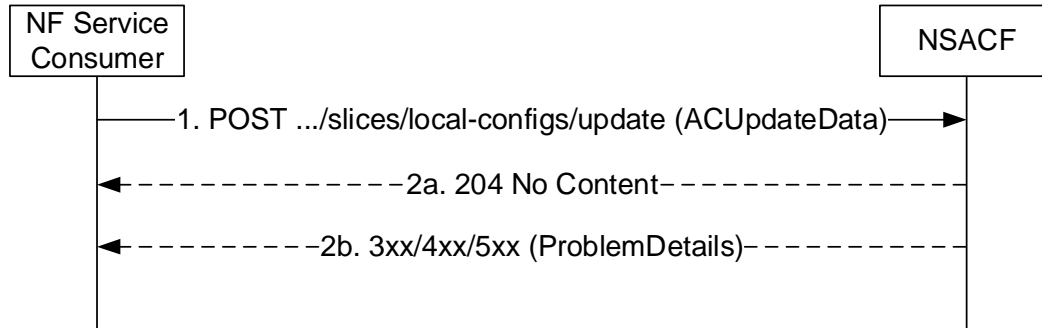 NF Service
Consumer
NSACF
1. POST .../slices/local-configs/update (ACUpdateData)
2a. 204 No Content
2b. 3xx/4xx/5xx (ProblemDetails)